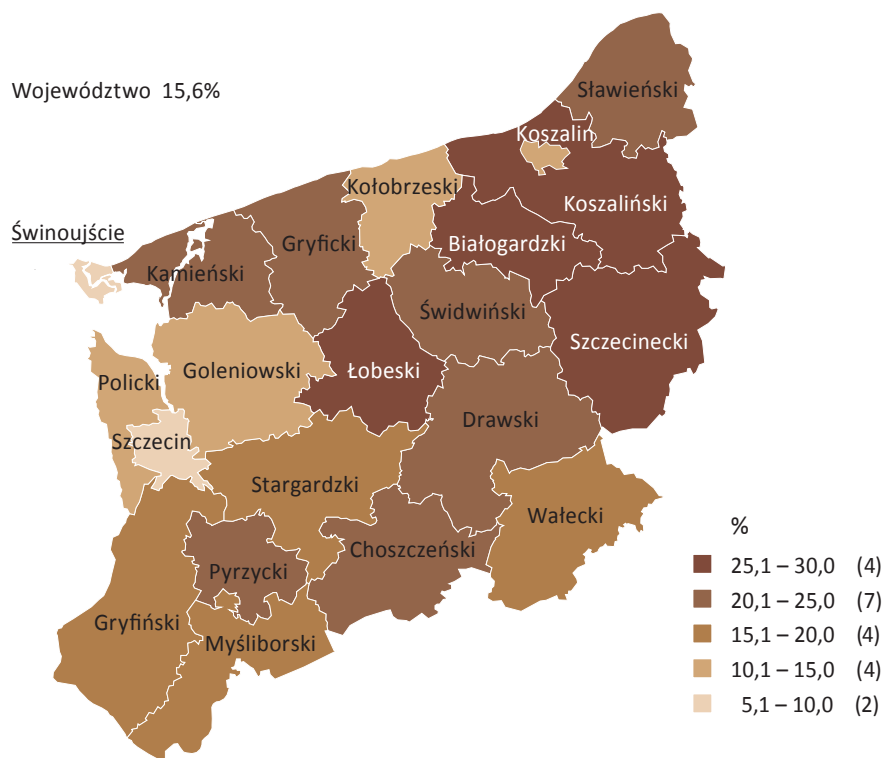 Województwo 15,6%
Sławieński
Koszalin
Kołobrzeski
Koszaliński
Świnoujście
Gryficki
Białogardzki
Kamieński
Świdwiński
Szczecinecki
Goleniowski
Łobeski
Policki
Drawski
Szczecin
Stargardzki
Wałecki
Choszczeński
Pyrzycki
Gryfiński
Myśliborski
%
25,1 – 30,0 (4)
20,1 – 25,0 (7)
15,1 – 20,0 (4)
10,1 – 15,0 (4)
5,1 – 10,0 (2)